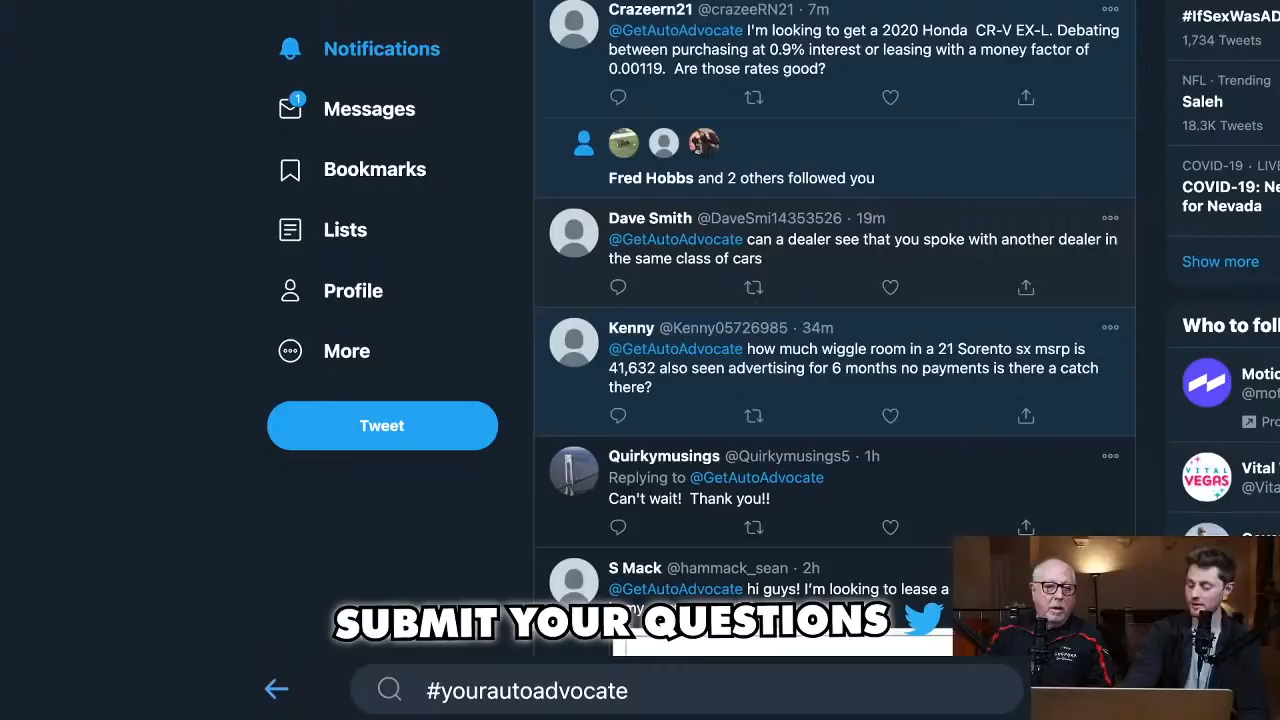 Notifications
1
Messages
Bookmarks
Lists
Profile
More
Tweet
Crazeern21 @crazeeRN21 · 7m
@GetAutoAdvocate I'm looking to get a 2020 Honda CR-V EX-L. Debating
between purchasing at 0.9% interest or leasing with a money factor of
0.00119. Are those rates good?
Fred Hobbs and 2 others followed you
Dave Smith @DaveSmi14353526 · 19m
@GetAutoAdvocate can a dealer see that you spoke with another dealer in
the same class of cars
Kenny @Kenny05726985 · 34m
@GetAutoAdvocate how much wiggle room in a 21 Sorento sx msrp is
41,632 also seen advertising for 6 months no payments is there a catch
there?
Quirkymusings @Quirkymusings5 · 1h
Replying to @GetAutoAdvocate
Can't wait! Thank you!!
S Mack @hammack_sean · 2h
@GetAutoAdvocate hi guys! I'm looking to lease a
#IfSexWasAD
1,734 Tweets
NFL · Trending
Saleh
18.3K Tweets
COVID-19 · LIVE
COVID-19: Ne
for Nevada
Show more
Who to foll
Motic
@mot
Pro
Vital
@Vita
VITAL
VEGAS
SUBMIT YOUR QUESTIONS
#yourautoadvocate